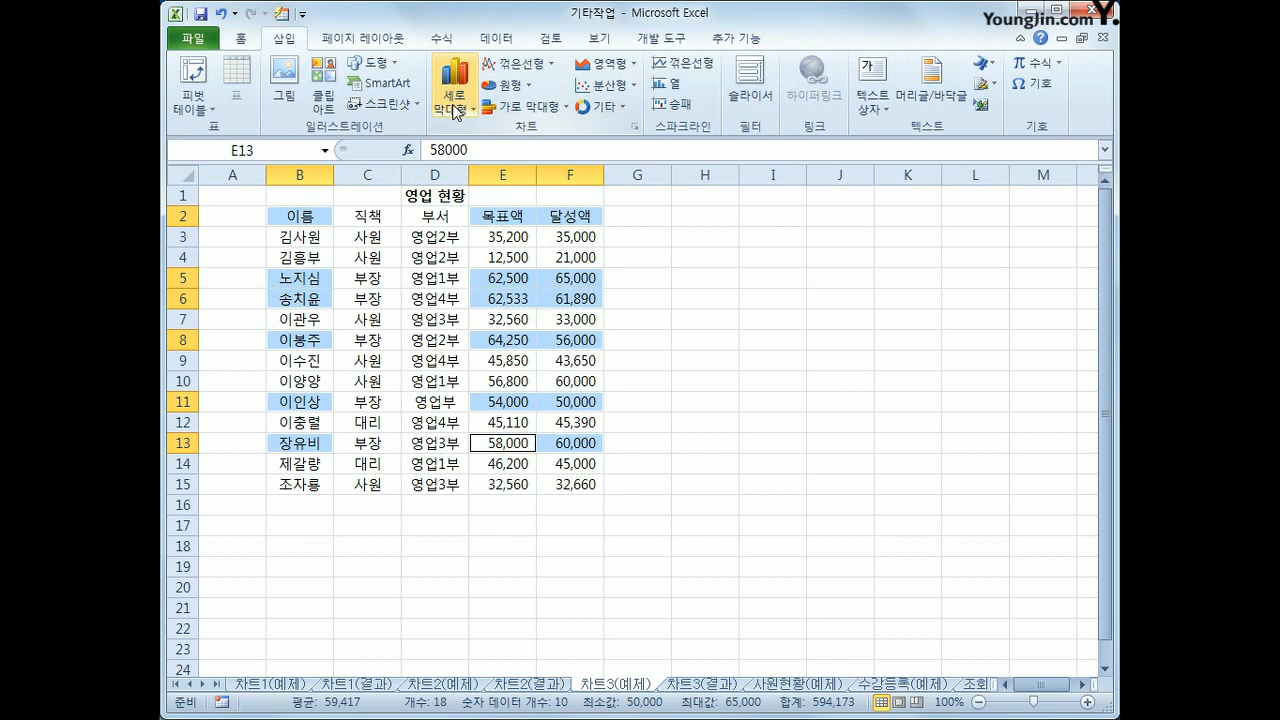 기타작업 - Microsoft Excel
YoungJin.com Y.
파일 홈 삽입 페이지 레이아웃 수식 데이터 검토 보기 개발 도구 추가 기능
피벗 테이블 표 그림 클립 아트 도형 SmartArt 스크린샷
세로 막대형 꺾은선형 원형 가로 막대형 영역형 분산형 기타
꺾은선형 열 승패 슬라이서 하이퍼링크 텍스트 상자 머리글/바닥글 수식 기호
표 일러스트레이션 차트 스파크라인 필터 링크 텍스트 기호
E13 fx 58000
A B C D E F G H J K L M
1 영업 현황
2 이름 직책 부서 목표액 달성액
3 김사원 사원 영업2부 35,200 35,000
4 김흥부 사원 영업2부 12,500 21,000
5 노지심 부장 영업1부 62,500 65,000
6 송치윤 부장 영업4부 62,533 61,890
7 이관우 사원 영업3부 32,560 33,000
8 이봉주 부장 영업2부 64,250 56,000
9 이수진 사원 영업4부 45,850 43,650
10 이양양 사원 영업1부 56,800 60,000
11 이인상 부장 영업부 54,000 50,000
12 이충렬 대리 영업4부 45,110 45,390
13 장유비 부장 영업3부 58,000 60,000
14 제갈량 대리 영업1부 46,200 45,000
15 조자룡 사원 영업3부 32,560 32,660
16
17
18
19
20
21
22
23
24
차트1(예제) 차트1(결과) 차트2(예제) 차트2(결과) 차트3(예제) 차트3(결과) 사원현황(예제) 수강등록(예제) 조회
준비 평균: 59,417 개수: 18 숫자 데이터 개수: 10 최소값: 50,000 최대값: 65,000 합계: 594,173 100%